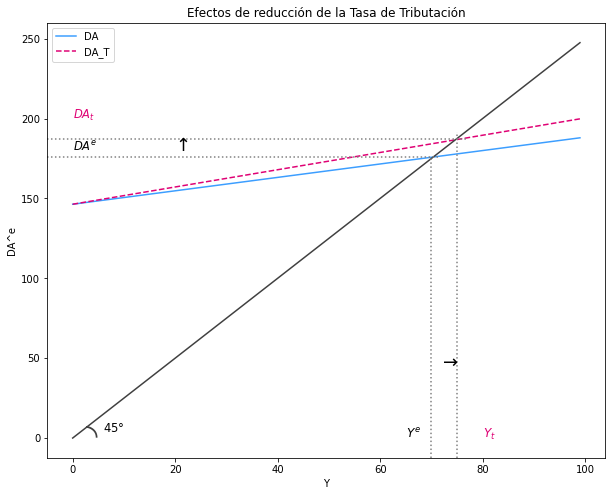 Efectos de reducción de la Tasa de Tributación
DA
DA_T
250
200
150
100
50
0
DA^e
DA_t
DA^e
45°
→
↑
Y^e
Y_t
0
20
40
60
80
100
Y